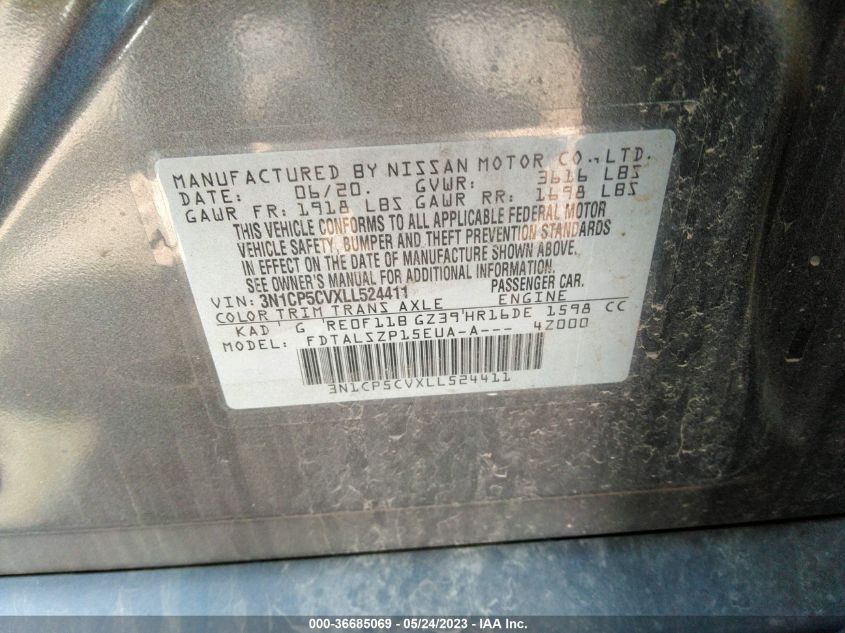 MANUFACTURED BY NISSAN MOTOR CO., LTD.
DATE: 06/20. GVWR: 3616 LBS
GAWR FR: 1918 LBS GAWR RR: 1698 LBS
THIS VEHICLE CONFORMS TO ALL APPLICABLE FEDERAL MOTOR
VEHICLE SAFETY, BUMPER AND THEFT PREVENTION STANDARDS
IN EFFECT ON THE DATE OF MANUFACTURE SHOWN ABOVE.
SEE OWNER'S MANUAL FOR ADDITIONAL INFORMATION.
VIN: 3N1CP5CVXLL524411 PASSENGER CAR.
COLOR TRIM TRANS AXLE ENGINE
KAD G RE0F11B GZ39 HR16DE 1598 CC
MODEL: FDTALSZP15EUA-A--- 4Z000
3N1CP5CVXLL524411
000-36685069 - 05/24/2023 - © IAA Inc.